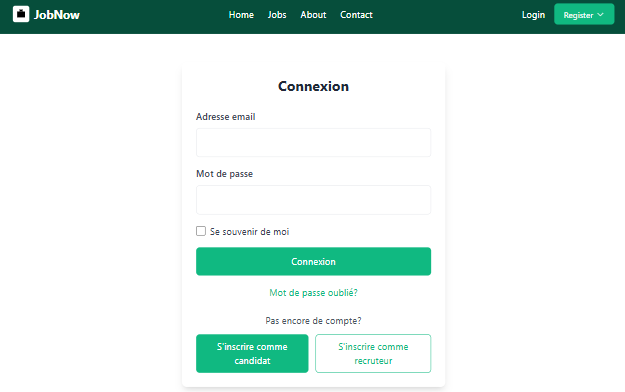 JobNow
Home Jobs About Contact
Login Register
Connexion
Adresse email
Mot de passe
Se souvenir de moi
Connexion
Mot de passe oublié?
Pas encore de compte?
S'inscrire comme
candidat
S'inscrire comme
recruteur